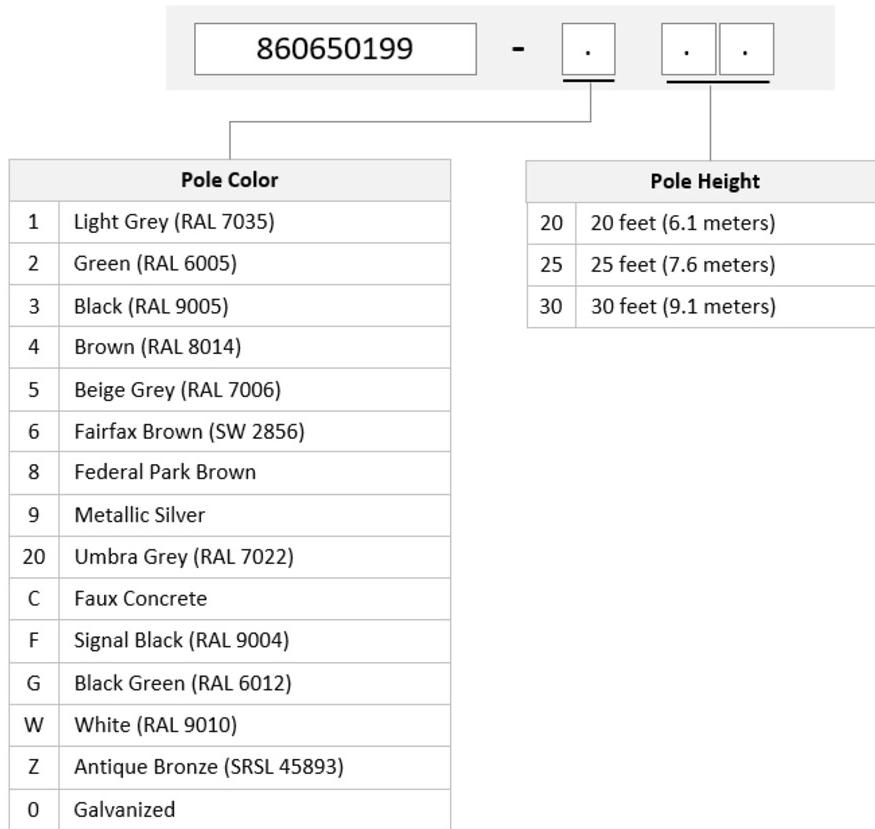 860650199 - . . .
Pole Color
1 Light Grey (RAL 7035)
2 Green (RAL 6005)
3 Black (RAL 9005)
4 Brown (RAL 8014)
5 Beige Grey (RAL 7006)
6 Fairfax Brown (SW 2856)
8 Federal Park Brown
9 Metallic Silver
20 Umbra Grey (RAL 7022)
C Faux Concrete
F Signal Black (RAL 9004)
G Black Green (RAL 6012)
W White (RAL 9010)
Z Antique Bronze (SRSL 45893)
0 Galvanized
Pole Height
20 20 feet (6.1 meters)
25 25 feet (7.6 meters)
30 30 feet (9.1 meters)